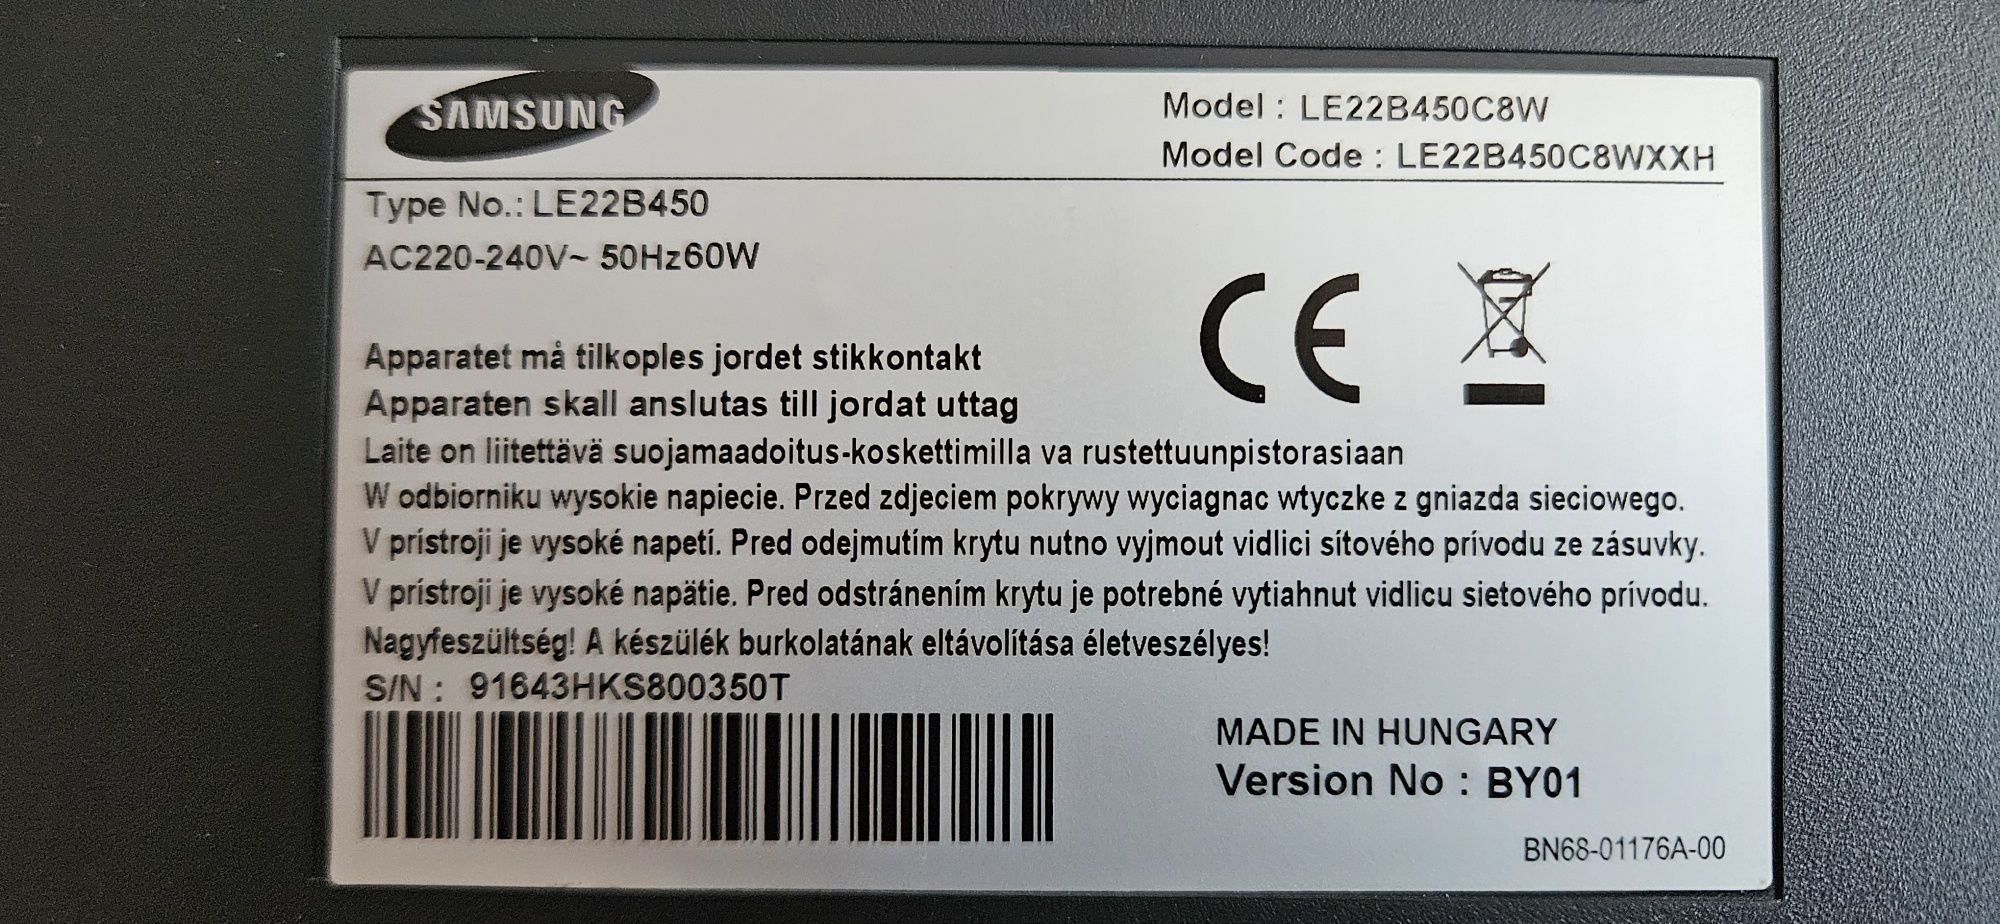 SAMSUNG
Model : LE22B450C8W
Model Code : LE22B450C8WXXH
Type No.: LE22B450
AC220-240V~ 50Hz60W
CE
Apparatet må tilkoples jordet stikkontakt
Apparaten skall anslutas till jordat uttag
Laite on liitettävä suojamaadoitus-koskettimilla va rustettuunpistorasiaan
W odbiorniku wysokie napiecie. Przed zdjeciem pokrywy wyciagnac wtyczke z gniazda sieciowego.
V prístroji je vysoké napetí. Pred odejmutím krytu nutno vyjmout vidlici sítového prívodu ze zásuvky.
V prístroji je vysoké napätie. Pred odstránením krytu je potrebné vytiahnut vidlicu sietového prívodu.
Nagyfeszültség! A készülék burkolatának eltávolítása életveszélyes!
S/N : 91643HKS800350T
MADE IN HUNGARY
Version No : BY01
BN68-01176A-00